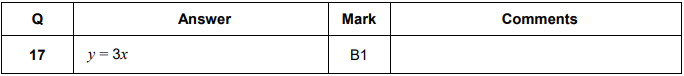 Q Answer Mark Comments
17 y = 3x B1